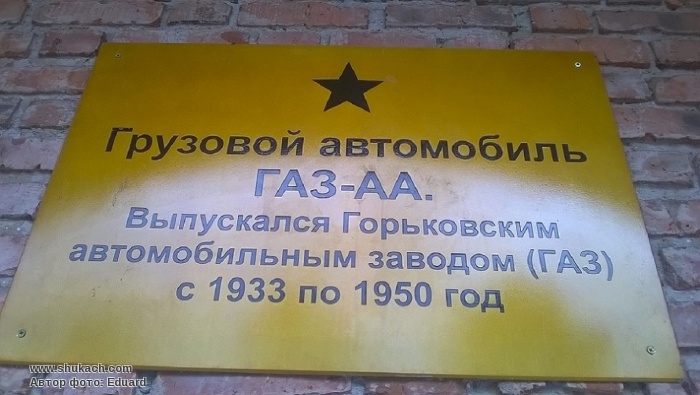 Грузовой автомобиль
ГАЗ-АА.
Выпускался Горьковским
автомобильным заводом (ГАЗ)
с 1933 по 1950 год
www.shukach.com
Автор фото: Eduard